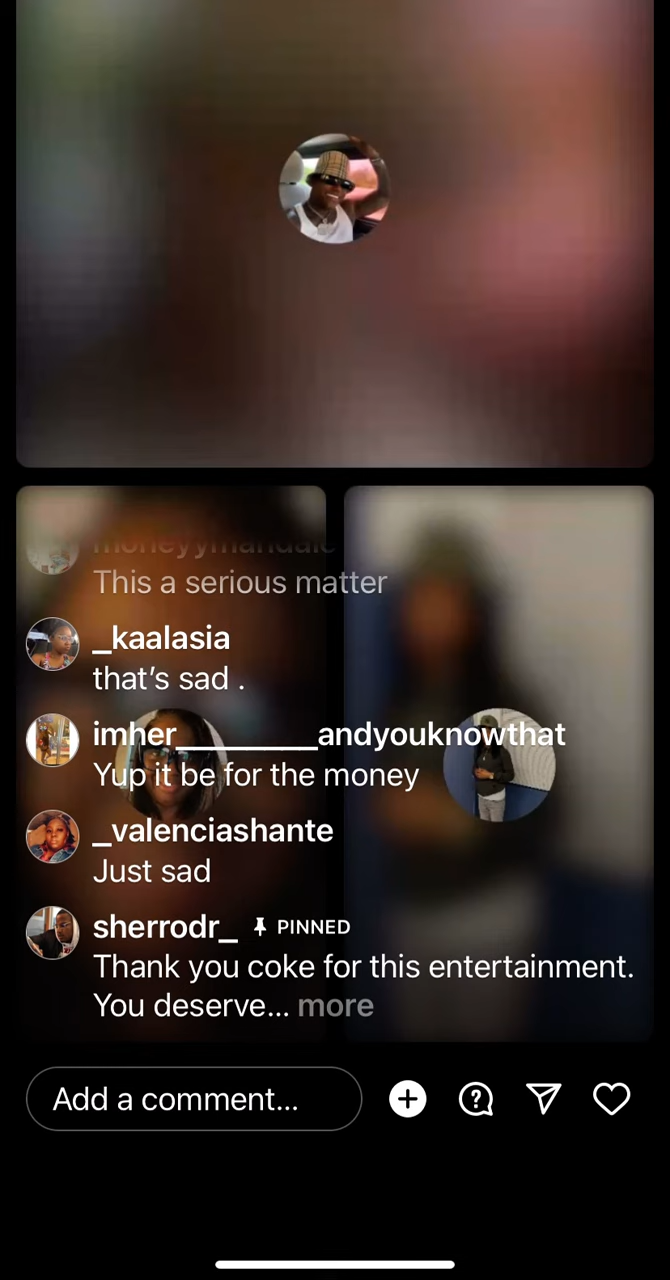 This a serious matter
_kaalasia
that’s sad .
imher_________andyouknowthat
Yup it be for the money
_valenciashante
Just sad
sherrodr_ PINNED
Thank you coke for this entertainment.
You deserve... more
Add a comment...